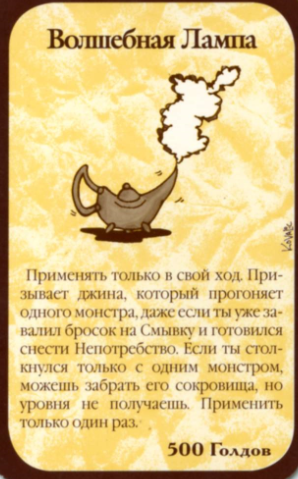 Волшебная Лампа
Kovalic
Применять только в свой ход. При-
зывает джина, который прогоняет
одного монстра, даже если ты уже за-
валил бросок на Смывку и готовился
снести Непотребство. Если ты стол-
кнулся только с одним монстром,
можешь забрать его сокровища, но
уровня не получаешь. Применить
только один раз.
500 Голдов